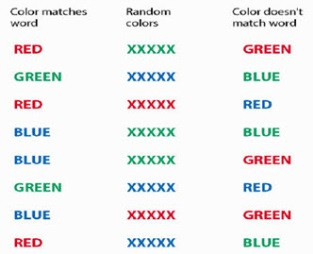 Color matches word Random colors Color doesn't match word
RED XXXXX GREEN
GREEN XXXXX BLUE
RED XXXXX RED
BLUE XXXXX BLUE
BLUE XXXXX GREEN
GREEN XXXXX RED
BLUE XXXXX GREEN
RED XXXXX BLUE